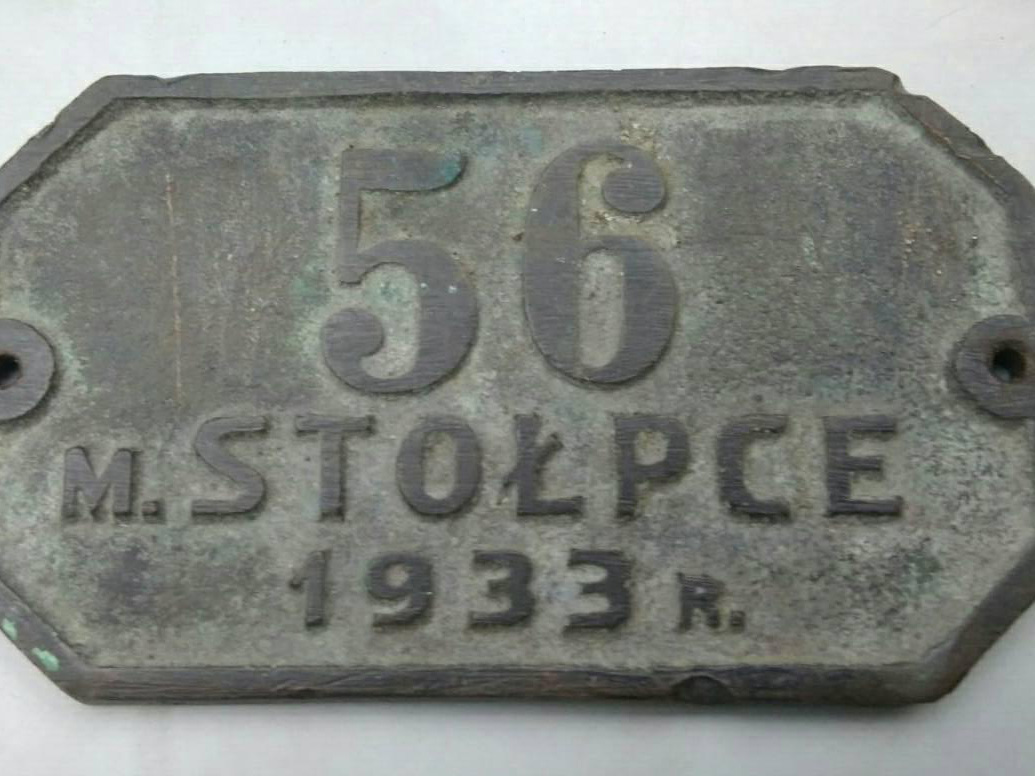 56
M. STOŁPCE
1933 R.